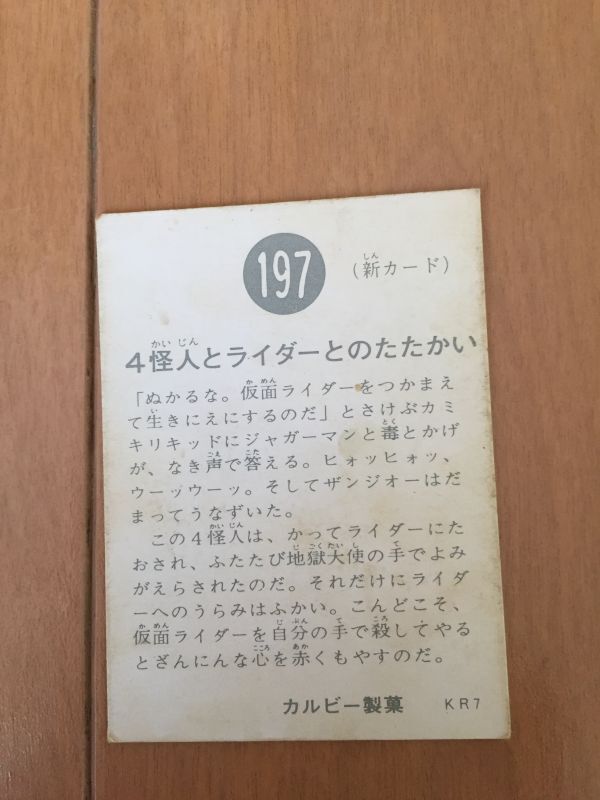 197
(新カード)
4怪人とライダーとのたたかい
「ぬかるな。仮面ライダーをつかまえ
て生きにえにするのだ」とさけぶカミ
キリキッドにジャガーマンと毒とかげ
が、なき声で答える。ヒォッヒォッ、
ウーッウーッ。そしてザンジオーはだ
まってうなずいた。
この4怪人は、かってライダーにた
おされ、ふたたび地獄大使の手でよみ
がえらされたのだ。それだけにライダ
ーへのうらみはふかい。こんどこそ、
仮面ライダーを自分の手で殺してやる
とざんにんな心を赤くもやすのだ。
カルビー製菓 KR7